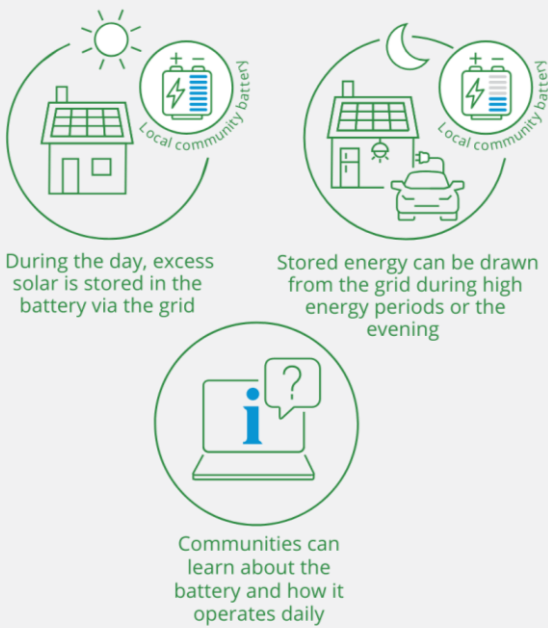 Local community battery
Local community battery
During the day, excess
solar is stored in the
battery via the grid
Stored energy can be drawn
from the grid during high
energy periods or the
evening
?
i
Communities can
learn about the
battery and how it
operates daily